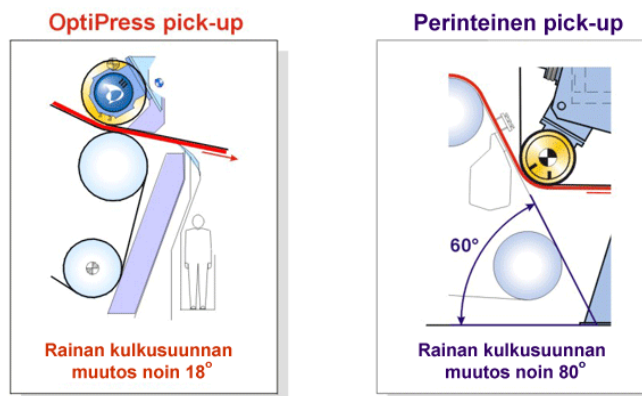 OptiPress pick-up
Rainan kulkusuunnan
muutos noin 18°
Perinteinen pick-up
60°
Rainan kulkusuunnan
muutos noin 80°